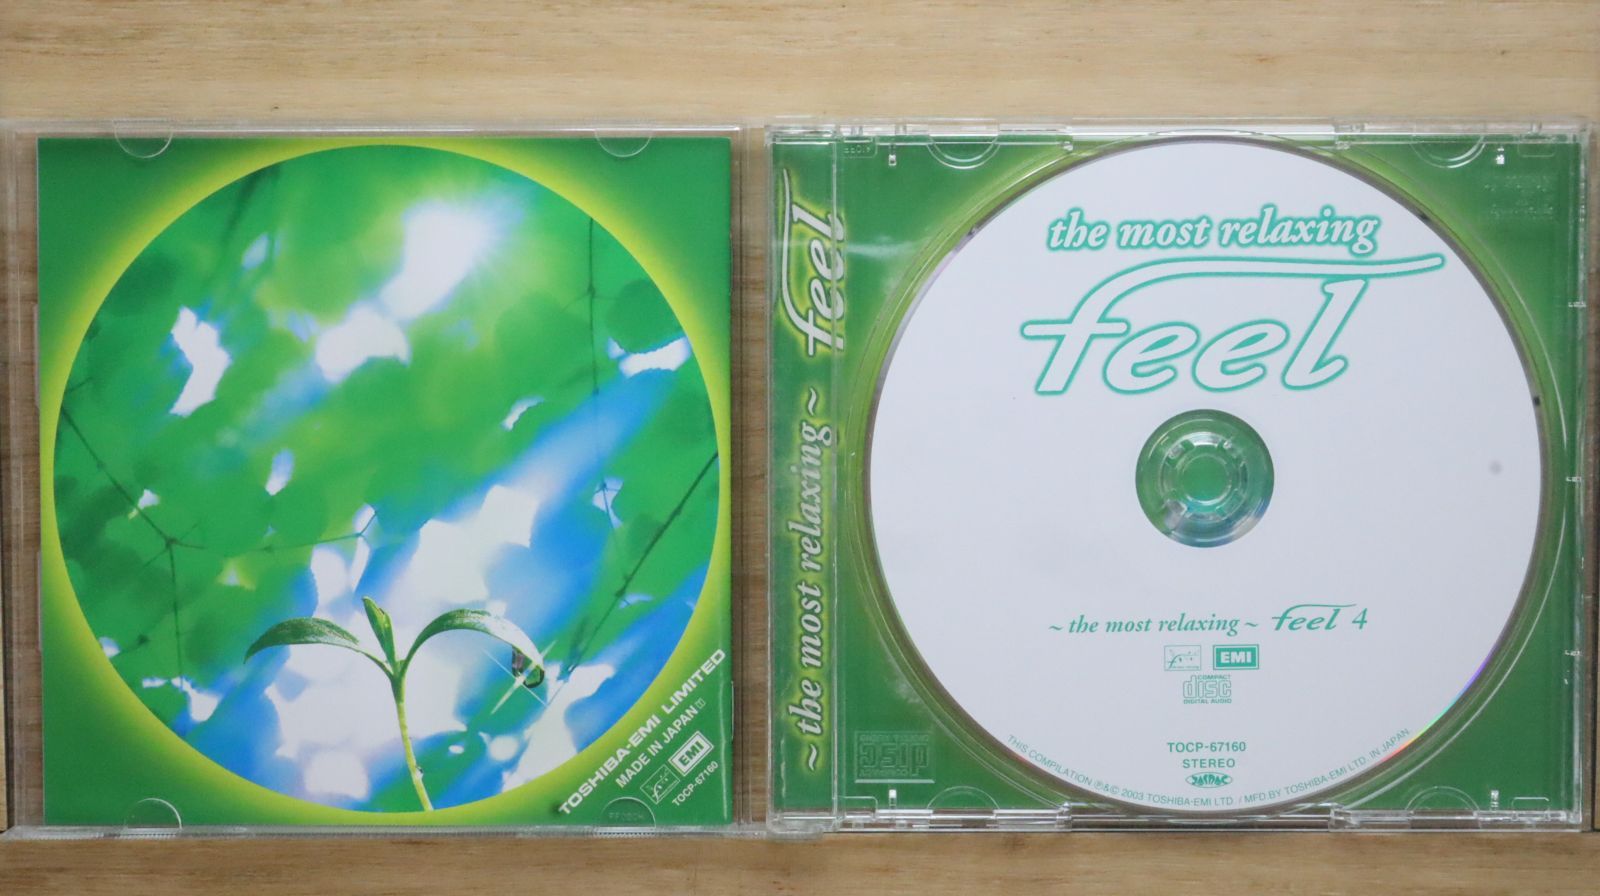 TOSHIBA-EMI LIMITED
MADE IN JAPAN
EMI
TOCP-67160
~the most relaxing~ feel
the most relaxing
feel
~the most relaxing~ feel 4
EMI
COMPACT
disc
DIGITAL AUDIO
TOCP-67160
STEREO
JASRAC
THIS COMPILATION ℗&© 2003 TOSHIBA-EMI LTD. / MFD. BY TOSHIBA-EMI LTD. IN JAPAN.